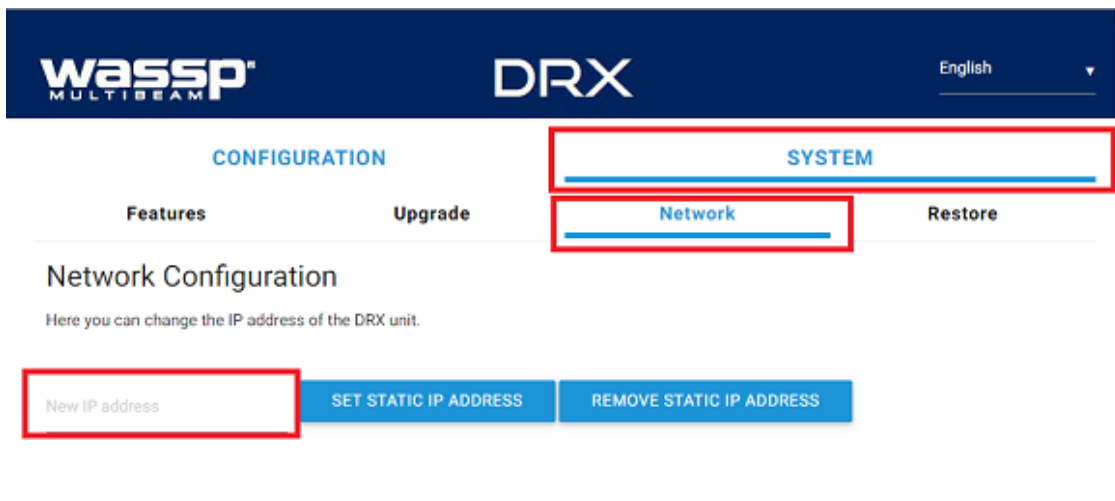 wassp
MULTIBEAM
DRX
English
CONFIGURATION
SYSTEM
Features
Upgrade
Network
Restore
Network Configuration
Here you can change the IP address of the DRX unit.
New IP address
SET STATIC IP ADDRESS
REMOVE STATIC IP ADDRESS